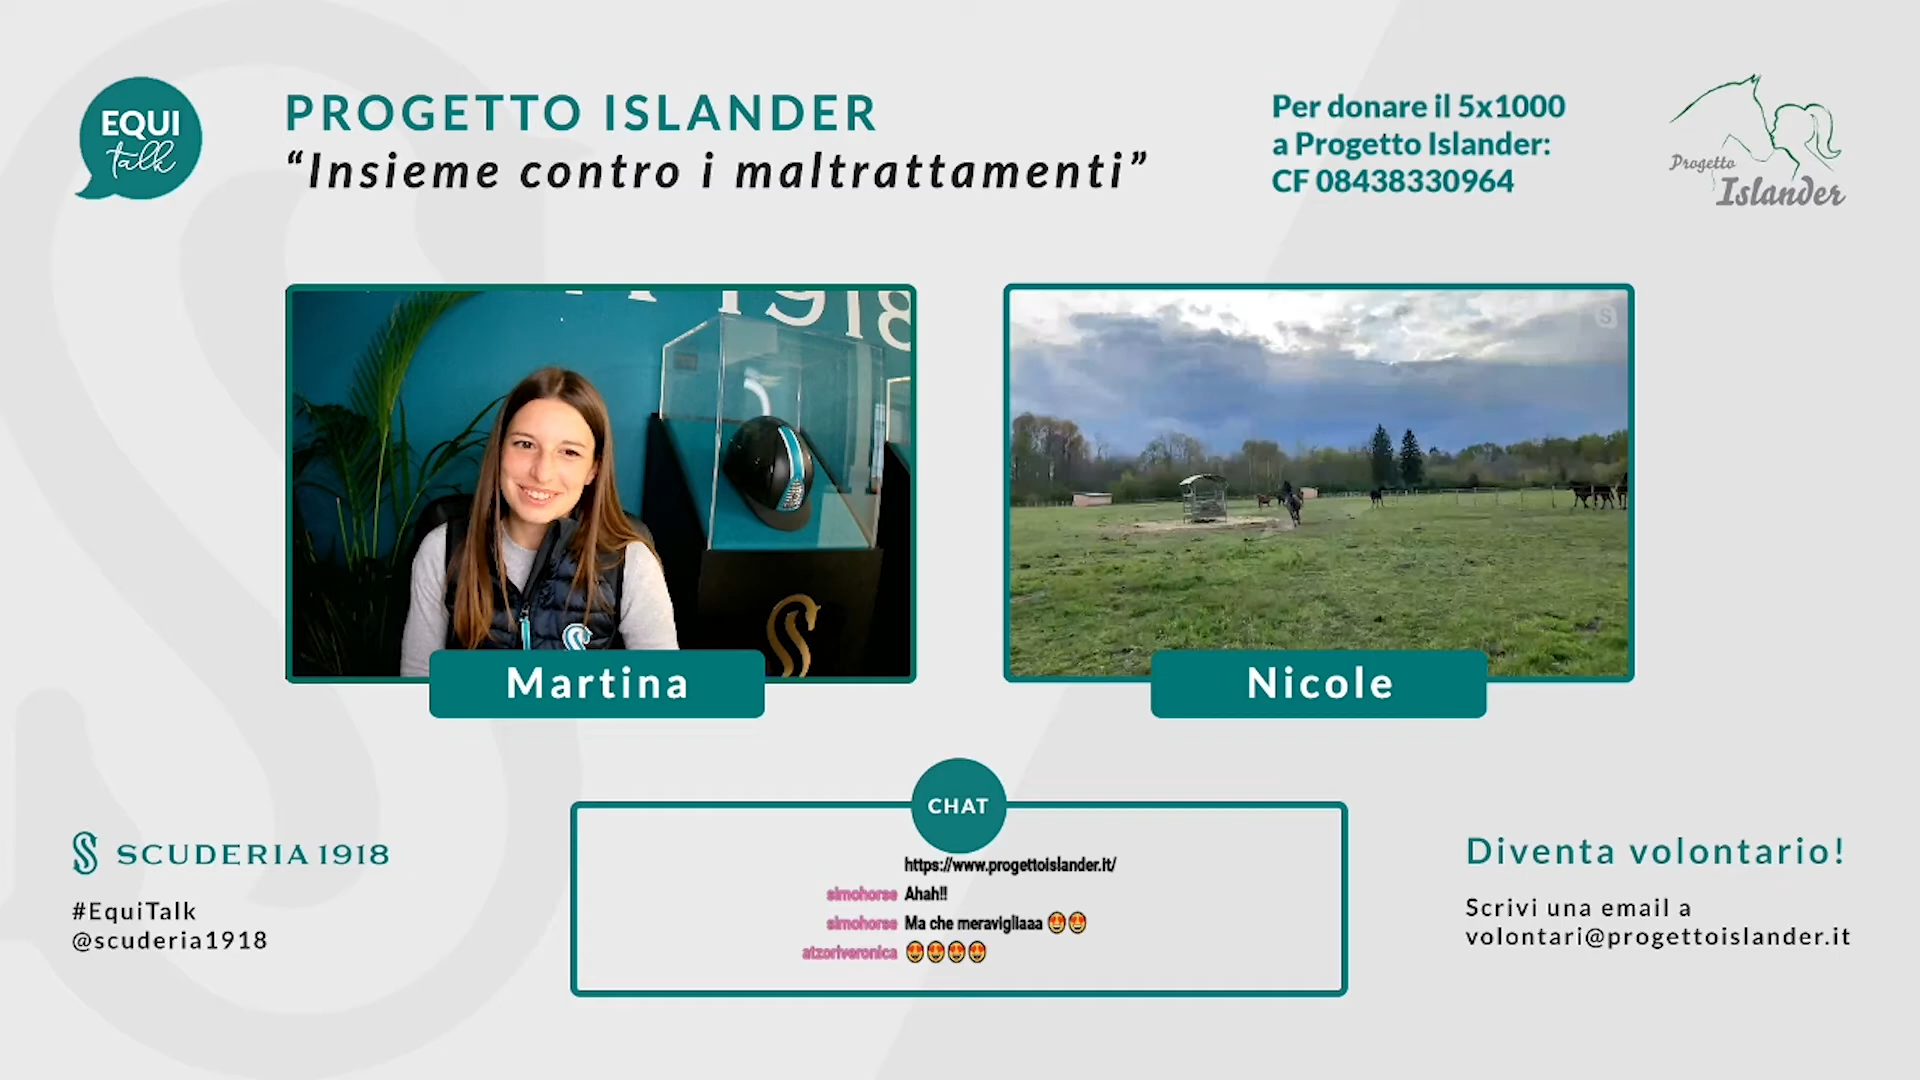 EQUI
talk
PROGETTO ISLANDER
“Insieme contro i maltrattamenti”
Per donare il 5x1000
a Progetto Islander:
CF 08438330964
Progetto
Islander
1918
S
Martina
Nicole
CHAT
https://www.progettoislander.it/
simohorse Ahah!!
simohorse Ma che meravigliaaa 😍😍
atzoriveronica 😍😍😍😍
SCUDERIA 1918
#EquiTalk
@scuderia1918
Diventa volontario!
Scrivi una email a
volontari@progettoislander.it